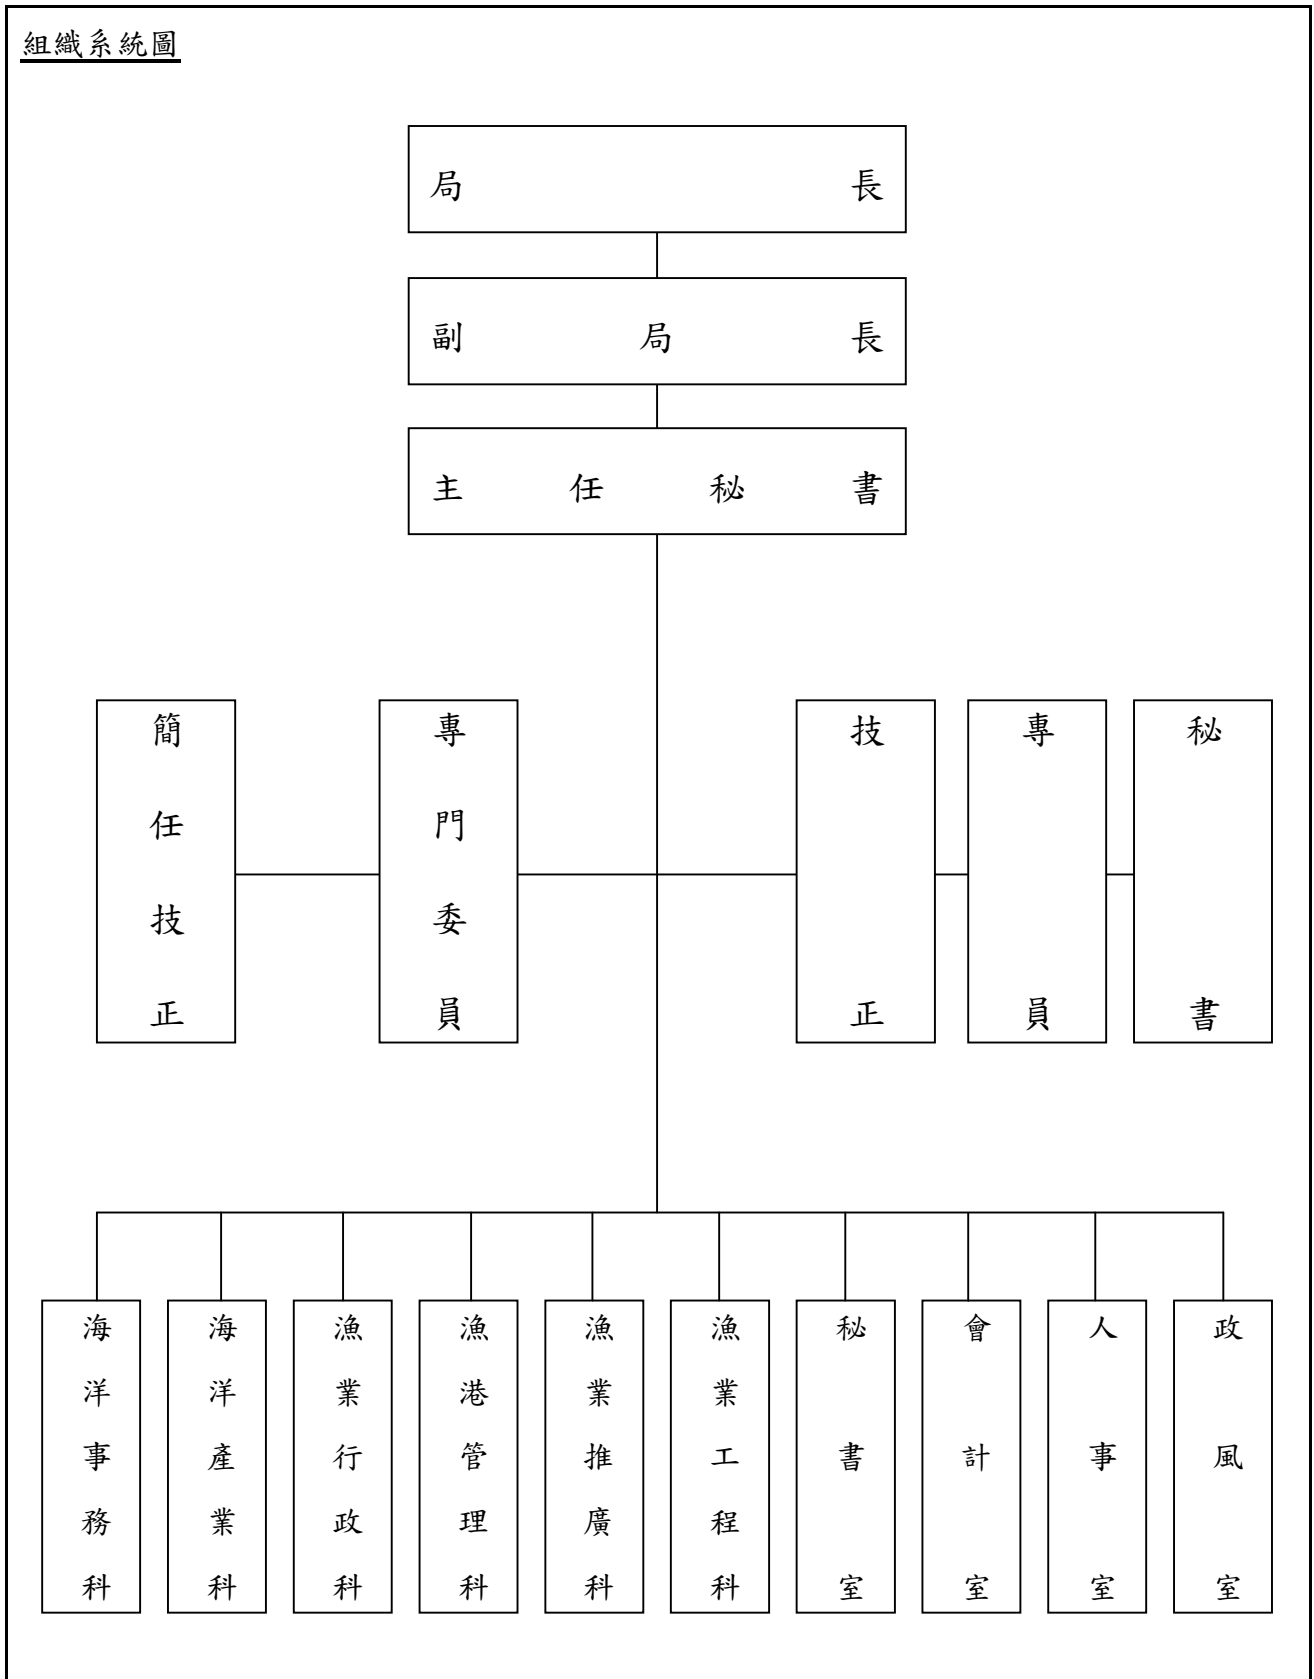 組織系統圖
局長
副局長
主任秘書
簡任技正
專門委員
技正
專員
秘書
海洋事務科
海洋產業科
漁業行政科
漁港管理科
漁業推廣科
漁業工程科
秘書室
會計室
人事室
政風室